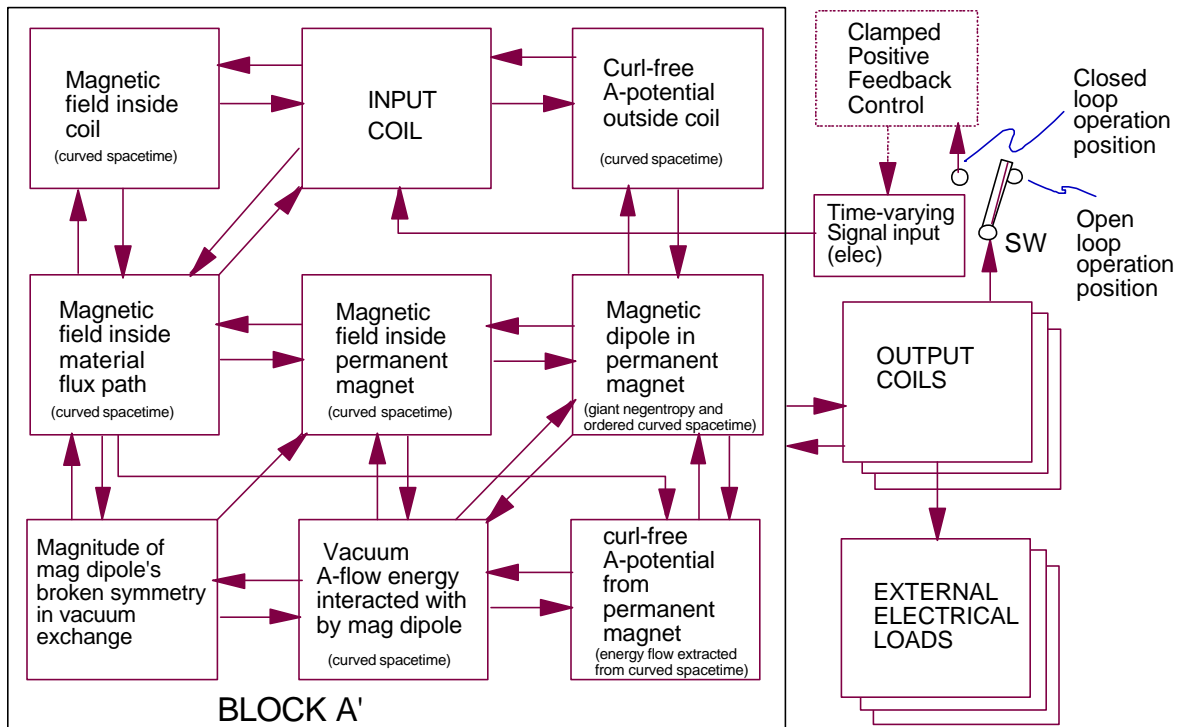 Magnetic
field inside
coil
(curved spacetime)
INPUT
COIL
Curl-free
A-potential
outside coil
(curved spacetime)
Clamped
Positive
Feedback
Control
Closed
loop
operation
position
Time-varying
Signal input
(elec)
SW
Open
loop
operation
position
Magnetic
field inside
material
flux path
(curved spacetime)
Magnetic
field inside
permanent
magnet
(curved spacetime)
Magnetic
dipole in
permanent
magnet
(giant negentropy and
ordered curved spacetime)
OUTPUT
COILS
Magnitude of
mag dipole's
broken symmetry
in vacuum
exchange
Vacuum
A-flow energy
interacted with
by mag dipole
(curved spacetime)
curl-free
A-potential
from
permanent
magnet
(energy flow extracted
from curved spacetime)
EXTERNAL
ELECTRICAL
LOADS
BLOCK A'